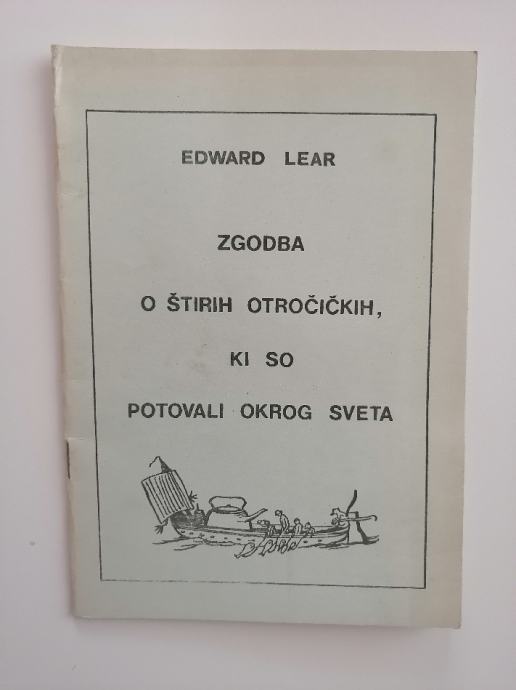 EDWARD LEAR
ZGODBA
O ŠTIRIH OTROČIČKIH,
KI SO
POTOVALI OKROG SVETA